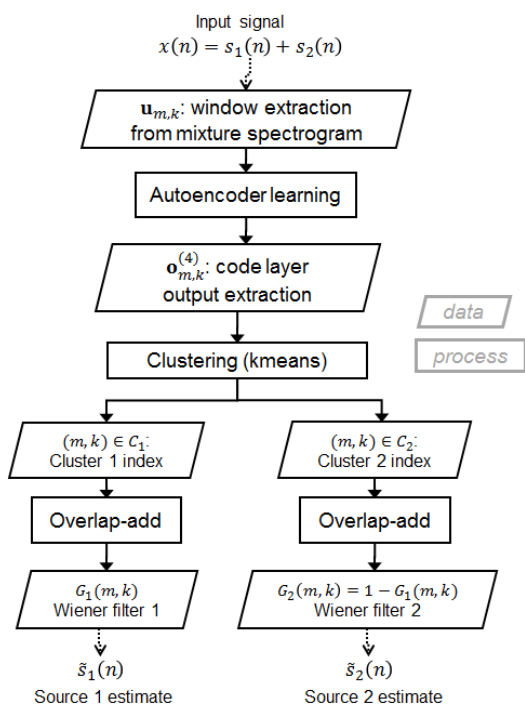 Input signal
x(n) = s₁(n) + s₂(n)
𝐮ₘ,ₖ: window extraction
from mixture spectrogram
Autoencoder learning
𝐨ₘ,ₖ⁽⁴⁾: code layer
output extraction
data
process
Clustering (kmeans)
(m, k) ∈ C₁:
Cluster 1 index
(m, k) ∈ C₂:
Cluster 2 index
Overlap-add
Overlap-add
G₁(m, k)
Wiener filter 1
G₂(m, k) = 1 − G₁(m, k)
Wiener filter 2
s̃₁(n)
Source 1 estimate
s̃₂(n)
Source 2 estimate